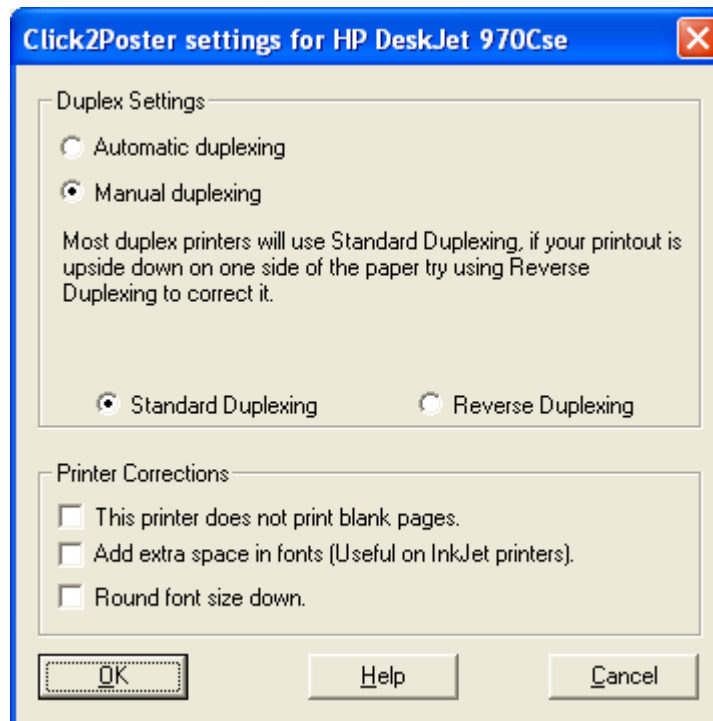 Click2Poster settings for HP DeskJet 970Cse
Duplex Settings
Automatic duplexing
Manual duplexing
Most duplex printers will use Standard Duplexing, if your printout is
upside down on one side of the paper try using Reverse
Duplexing to correct it.
Standard Duplexing Reverse Duplexing
Printer Corrections
This printer does not print blank pages.
Add extra space in fonts (Useful on InkJet printers).
Round font size down.
OK Help Cancel